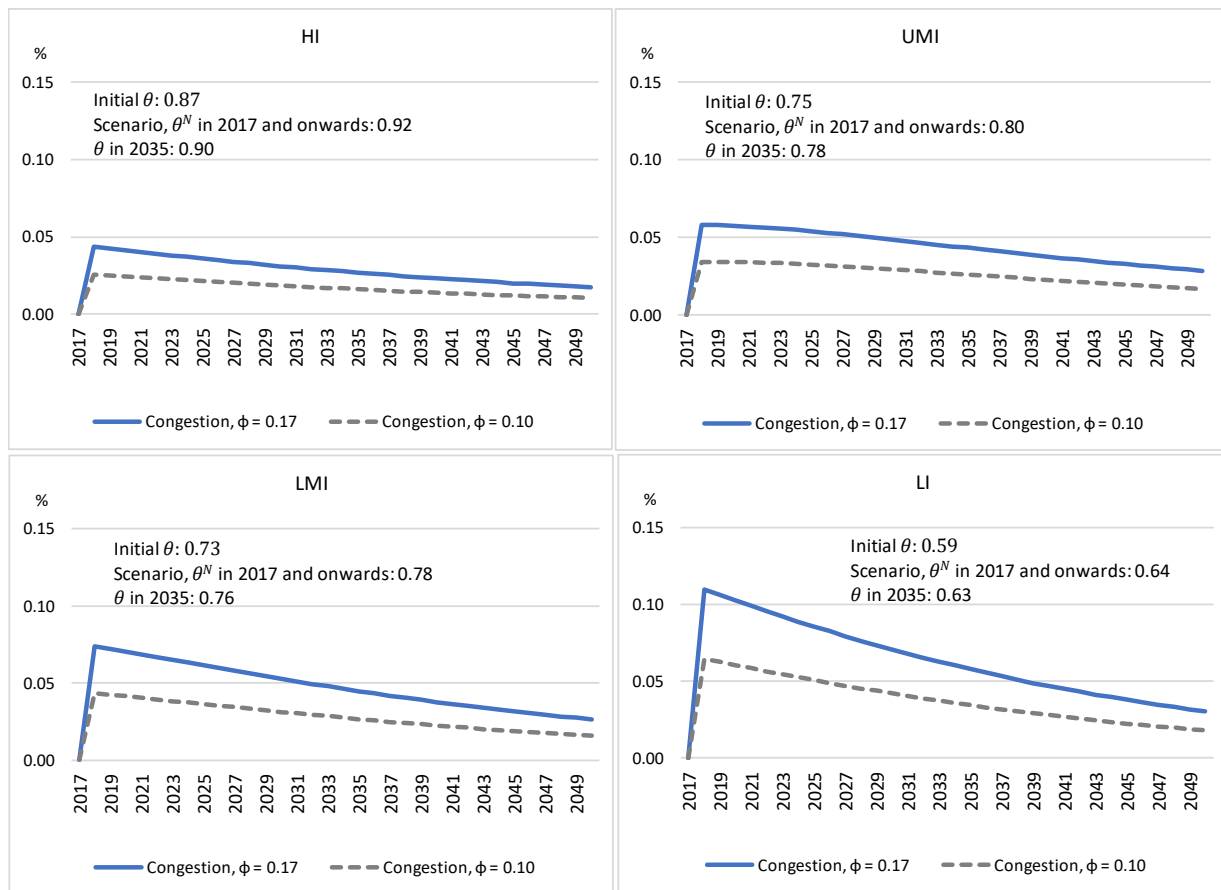 HI
%
0.15
0.10
0.05
0.00
Initial θ: 0.87
Scenario, θᴺ in 2017 and onwards: 0.92
θ in 2035: 0.90
2017 2019 2021 2023 2025 2027 2029 2031 2033 2035 2037 2039 2041 2043 2045 2047 2049
Congestion, ϕ = 0.17 Congestion, ϕ = 0.10
UMI
%
0.15
0.10
0.05
0.00
Initial θ: 0.75
Scenario, θᴺ in 2017 and onwards: 0.80
θ in 2035: 0.78
2017 2019 2021 2023 2025 2027 2029 2031 2033 2035 2037 2039 2041 2043 2045 2047 2049
Congestion, ϕ = 0.17 Congestion, ϕ = 0.10
LMI
%
0.15
0.10
0.05
0.00
Initial θ: 0.73
Scenario, θᴺ in 2017 and onwards: 0.78
θ in 2035: 0.76
2017 2019 2021 2023 2025 2027 2029 2031 2033 2035 2037 2039 2041 2043 2045 2047 2049
Congestion, ϕ = 0.17 Congestion, ϕ = 0.10
LI
%
0.15
0.10
0.05
0.00
Initial θ: 0.59
Scenario, θᴺ in 2017 and onwards: 0.64
θ in 2035: 0.63
2017 2019 2021 2023 2025 2027 2029 2031 2033 2035 2037 2039 2041 2043 2045 2047 2049
Congestion, ϕ = 0.17 Congestion, ϕ = 0.10